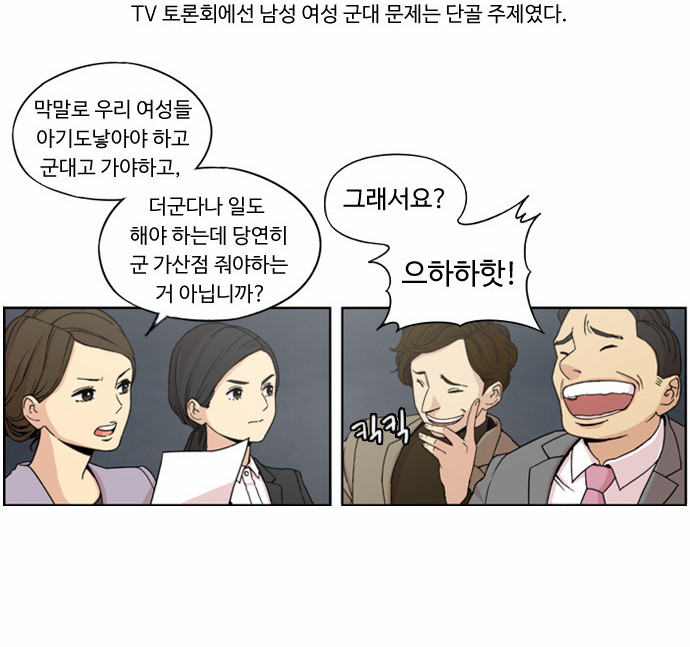 TV 토론회에선 남성 여성 군대 문제는 단골 주제였다.
막말로 우리 여성들
아기도낳아야 하고
군대고 가야하고,
더군다나 일도
해야 하는데 당연히
군 가산점 줘야하는
거 아닙니까?
그래서요?
으하하핫!
킥킥